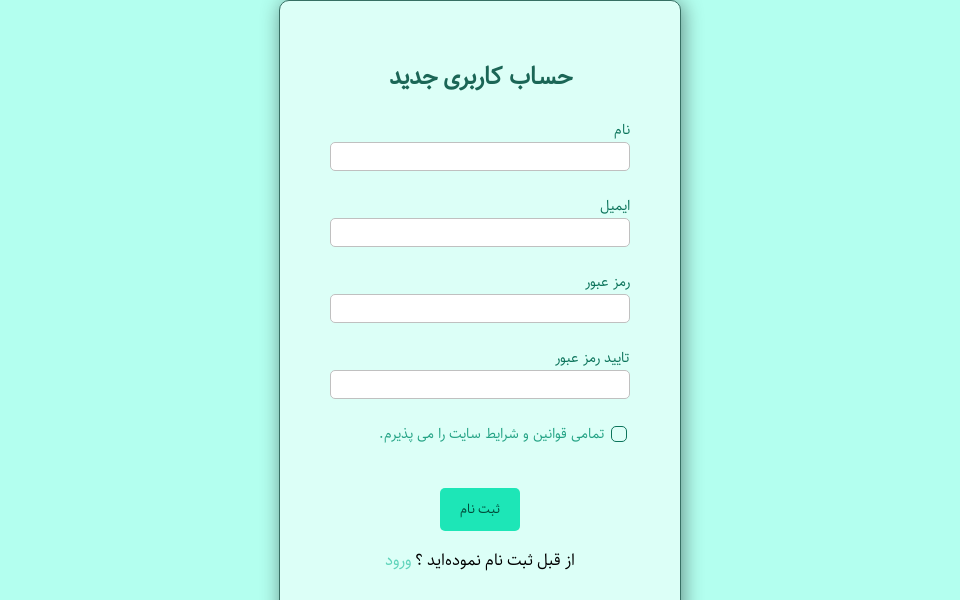 حساب کاربری جدید
نام
ایمیل
رمز عبور
تایید رمز عبور
تمامی قوانین و شرایط سایت را می پذیرم.
ثبت نام
از قبل ثبت نام نموده‌اید ؟ ورود